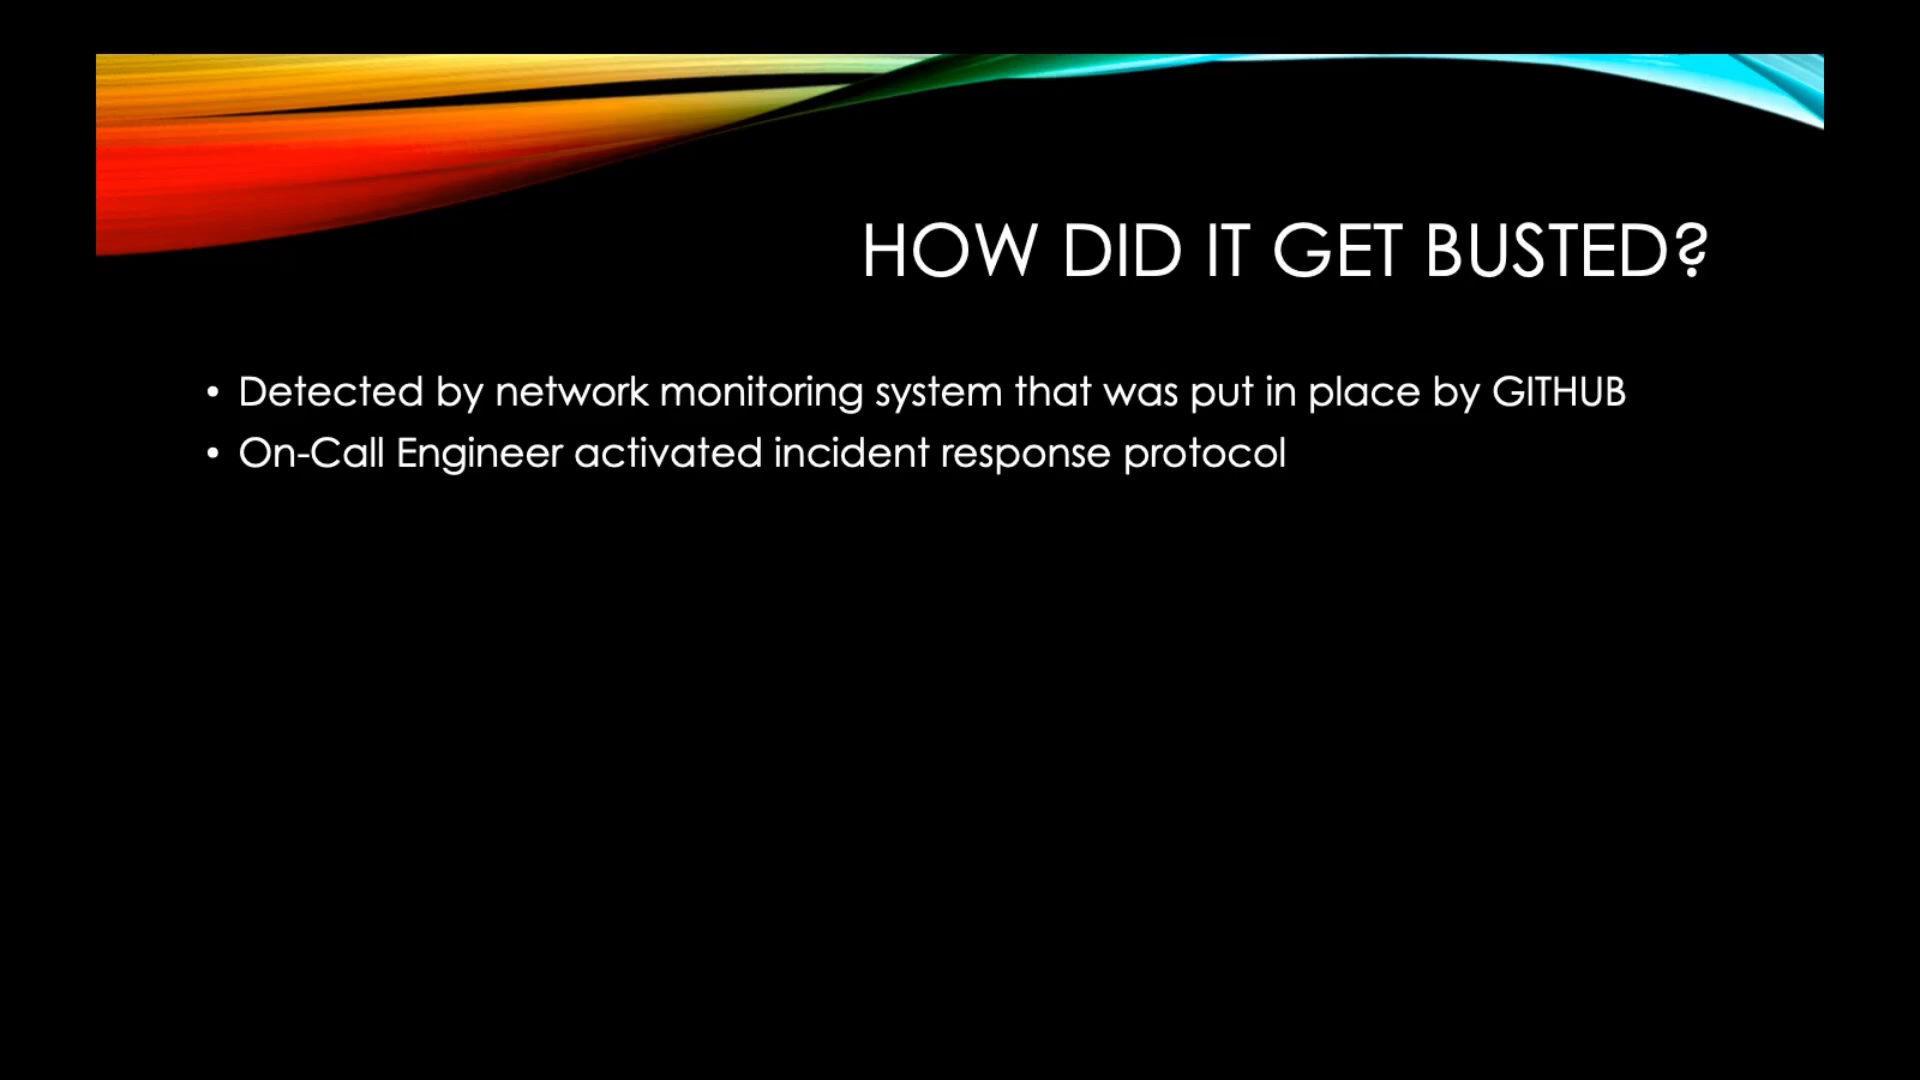 HOW DID IT GET BUSTED?
• Detected by network monitoring system that was put in place by GITHUB
• On-Call Engineer activated incident response protocol